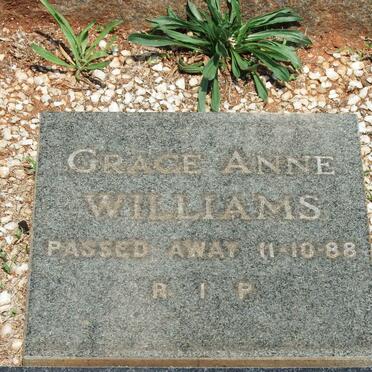 GRACE ANNE
WILLIAMS
PASSED AWAY 11-10-88
R I P